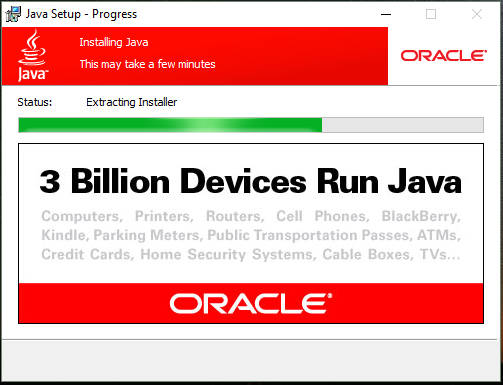 Java Setup - Progress
Installing Java
This may take a few minutes
Java™
ORACLE
Status: Extracting Installer
3 Billion Devices Run Java
Computers, Printers, Routers, Cell Phones, BlackBerry,
Kindle, Parking Meters, Public Transportation Passes, ATMs,
Credit Cards, Home Security Systems, Cable Boxes, TVs...
ORACLE®